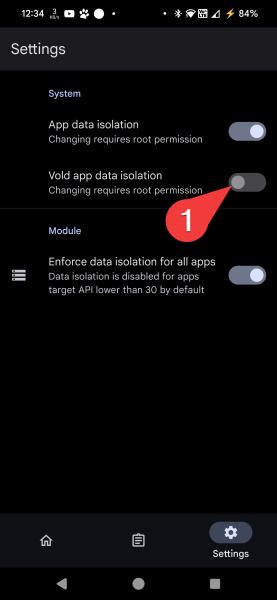 12:34 3 KB/s 84%
Settings
System
App data isolation
Changing requires root permission
Vold app data isolation
Changing requires root permission
1
Module
Enforce data isolation for all apps
Data isolation is disabled for apps
target API lower than 30 by default
Settings